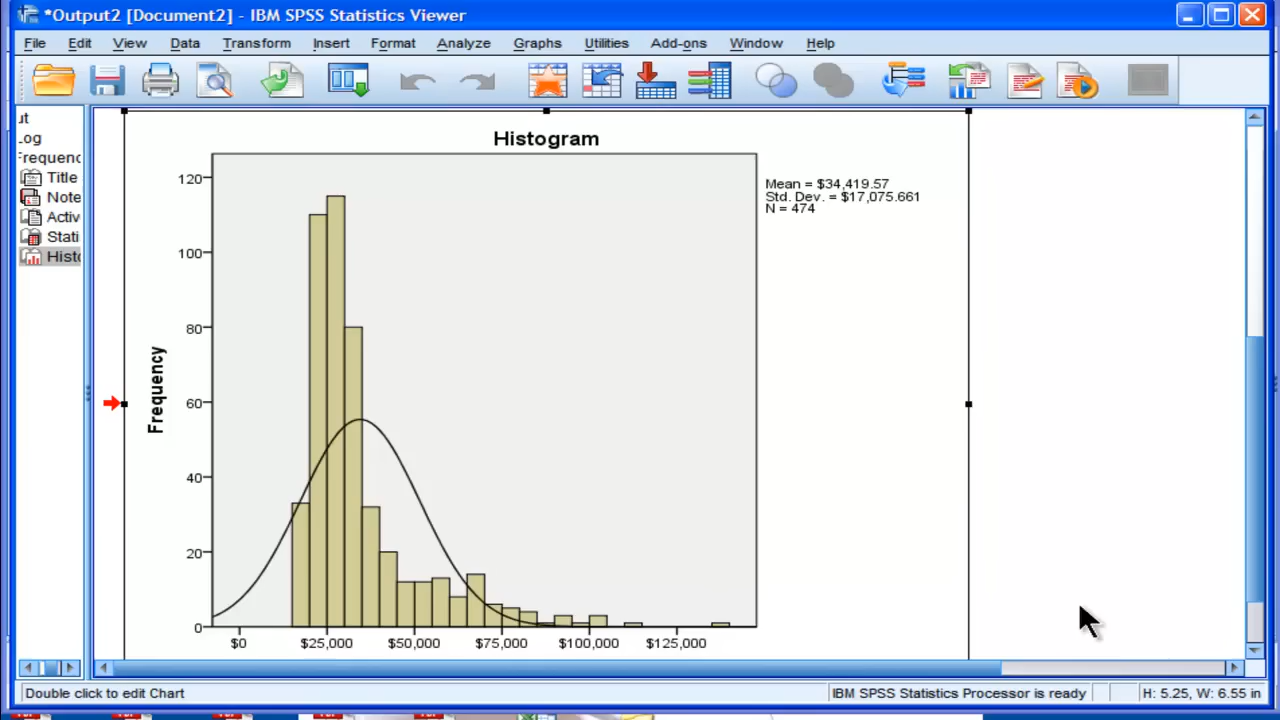 *Output2 [Document2] - IBM SPSS Statistics Viewer
File Edit View Data Transform Insert Format Analyze Graphs Utilities Add-ons Window Help
ut
Log
Frequenc
Title
Note
Activ
Stati
Histo
Histogram
Mean = $34,419.57
Std. Dev. = $17,075.661
N = 474
Frequency
120
100
80
60
40
20
0
$0 $25,000 $50,000 $75,000 $100,000 $125,000
Double click to edit Chart
IBM SPSS Statistics Processor is ready
H: 5.25, W: 6.55 in